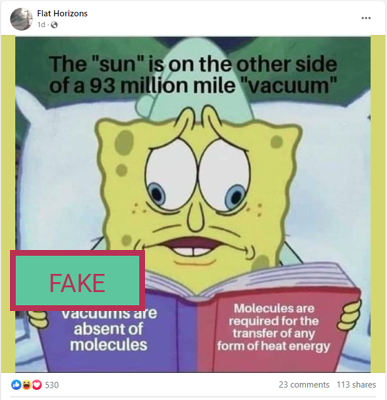 Flat Horizons
1d ·
The "sun" is on the other side
of a 93 million mile "vacuum"
FAKE
vacuums are
absent of
molecules
Molecules are
required for the
transfer of any
form of heat energy
530
23 comments 113 shares